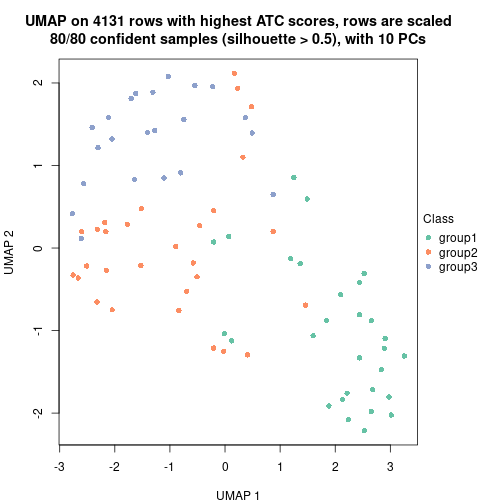 UMAP on 4131 rows with highest ATC scores, rows are scaled
80/80 confident samples (silhouette > 0.5), with 10 PCs
2
1
0
-1
-2
UMAP 2
-3
-2
-1
0
1
2
3
UMAP 1
Class
group1
group2
group3